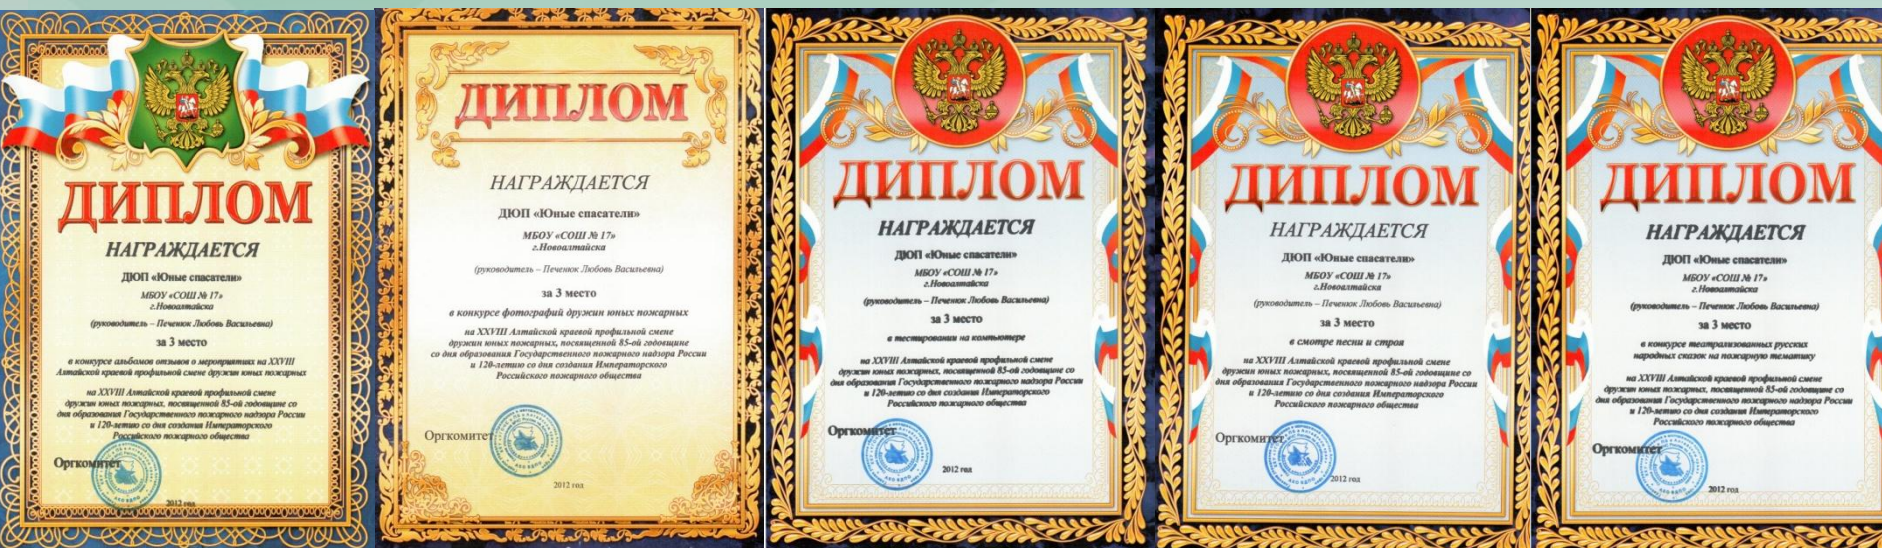 ДИПЛОМ
НАГРАЖДАЕТСЯ
ДЮП «Юные спасатели»
МБОУ «СОШ № 17»
г.Новоалтайска
(руководитель – Печенюк Любовь Васильевна)
за 3 место
в конкурсе альбомов отзывов о мероприятиях на XXVIII
Алтайской краевой профильной смене дружин юных пожарных
на XXVIII Алтайской краевой профильной смене
дружин юных пожарных, посвященной 85-ой годовщине со
дня образования Государственного пожарного надзора России
и 120-летию со дня создания Императорского
Российского пожарного общества
Оргкомитет
2012 год
ДИПЛОМ
НАГРАЖДАЕТСЯ
ДЮП «Юные спасатели»
МБОУ «СОШ № 17»
г.Новоалтайска
(руководитель – Печенюк Любовь Васильевна)
за 3 место
в конкурсе фотографий дружин юных пожарных
на XXVIII Алтайской краевой профильной смене
дружин юных пожарных, посвященной 85-ой годовщине
со дня образования Государственного пожарного надзора России
и 120-летию со дня создания Императорского
Российского пожарного общества
Оргкомитет
2012 год
ДИПЛОМ
НАГРАЖДАЕТСЯ
ДЮП «Юные спасатели»
МБОУ «СОШ № 17»
г.Новоалтайска
(руководитель – Печенюк Любовь Васильевна)
за 3 место
в тестировании на компьютере
на XXVIII Алтайской краевой профильной смене
дружин юных пожарных, посвященной 85-ой годовщине со
дня образования Государственного пожарного надзора России
и 120-летию со дня создания Императорского
Российского пожарного общества
Оргкомитет
2012 год
ДИПЛОМ
НАГРАЖДАЕТСЯ
ДЮП «Юные спасатели»
МБОУ «СОШ № 17»
г.Новоалтайска
(руководитель – Печенюк Любовь Васильевна)
за 3 место
в смотре песни и строя
на XXVIII Алтайской краевой профильной смене
дружин юных пожарных, посвященной 85-ой годовщине со
дня образования Государственного пожарного надзора России
и 120-летию со дня создания Императорского
Российского пожарного общества
Оргкомитет
2012 год
ДИПЛОМ
НАГРАЖДАЕТСЯ
ДЮП «Юные спасатели»
МБОУ «СОШ № 17»
г.Новоалтайска
(руководитель – Печенюк Любовь Васильевна)
за 3 место
в конкурсе театрализованных русских
народных сказок на пожарную тематику
на XXVIII Алтайской краевой профильной смене
дружин юных пожарных, посвященной 85-ой годовщине со
дня образования Государственного пожарного надзора России
и 120-летию со дня создания Императорского
Российского пожарного общества
Оргкомитет
2012 год